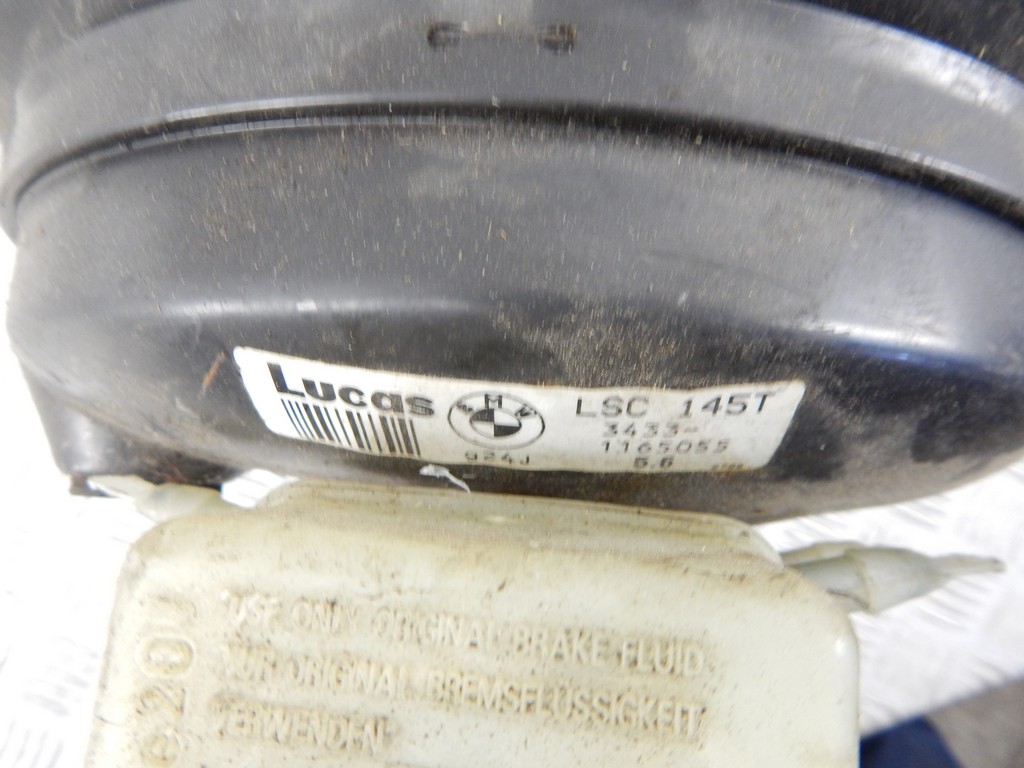 Lucas
BMW
LSC 145T
3433-
1165055
924J
5.6
USE ONLY ORIGINAL BRAKE FLUID
NUR ORIGINAL BREMSFLÜSSIGKEIT
VERWENDEN